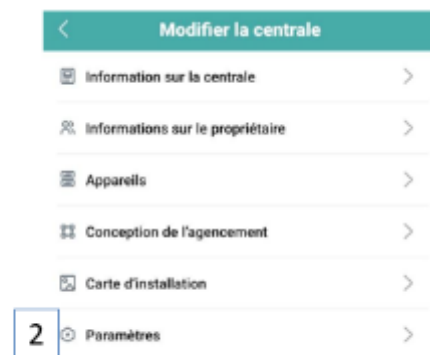 Modifier la centrale
Information sur la centrale
Informations sur le propriétaire
Appareils
Conception de l'agencement
Carte d'installation
2 Paramètres